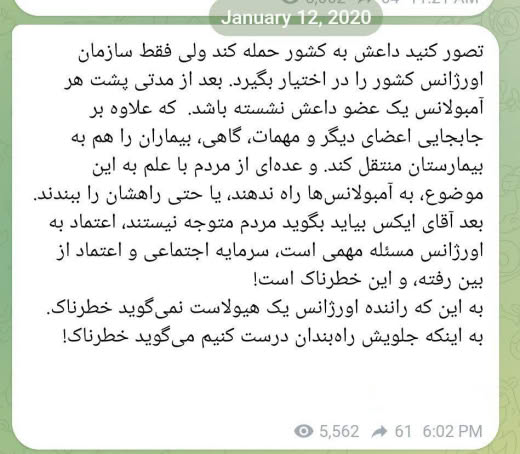 January 12, 2020
تصور کنید داعش به کشور حمله کند ولی فقط سازمان
اورژانس کشور را در اختیار بگیرد. بعد از مدتی پشت هر
آمبولانس یک عضو داعش نشسته باشد. که علاوه بر
جابجایی اعضای دیگر و مهمات، گاهی، بیماران را هم به
بیمارستان منتقل کند. و عده‌ای از مردم با علم به این
موضوع، به آمبولانس‌ها راه ندهند، یا حتی راهشان را ببندند.
بعد آقای ایکس بیاید بگوید مردم متوجه نیستند، اعتماد به
اورژانس مسئله مهمی است، سرمایه اجتماعی و اعتماد از
بین رفته، و این خطرناک است!
به این که راننده اورژانس یک هیولاست نمی‌گوید خطرناک.
به اینکه جلویش راه‌بندان درست کنیم می‌گوید خطرناک!
5,562 61 6:02 PM